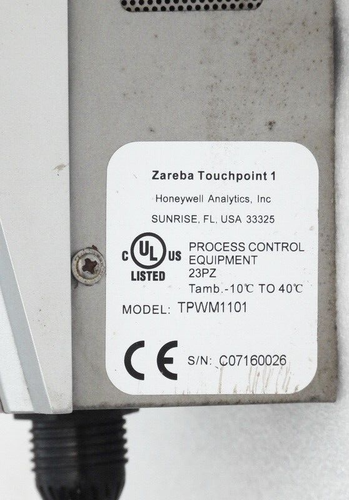 Zareba Touchpoint 1
Honeywell Analytics, Inc
SUNRISE, FL, USA 33325
C UL US
LISTED
PROCESS CONTROL
EQUIPMENT
23PZ
Tamb.-10℃ TO 40℃
MODEL: TPWM1101
CE S/N: C07160026